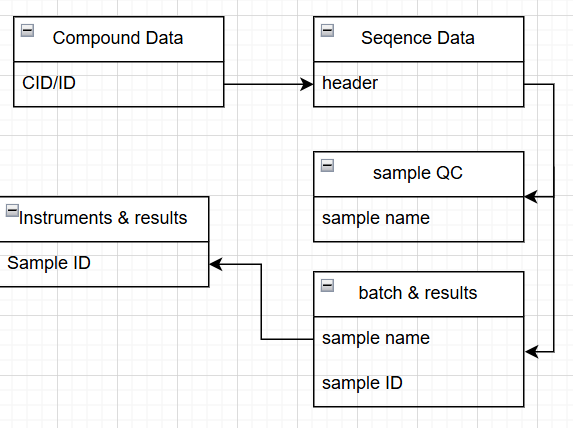 Compound Data
CID/ID
Seqence Data
header
sample QC
sample name
Instruments & results
Sample ID
batch & results
sample name
sample ID